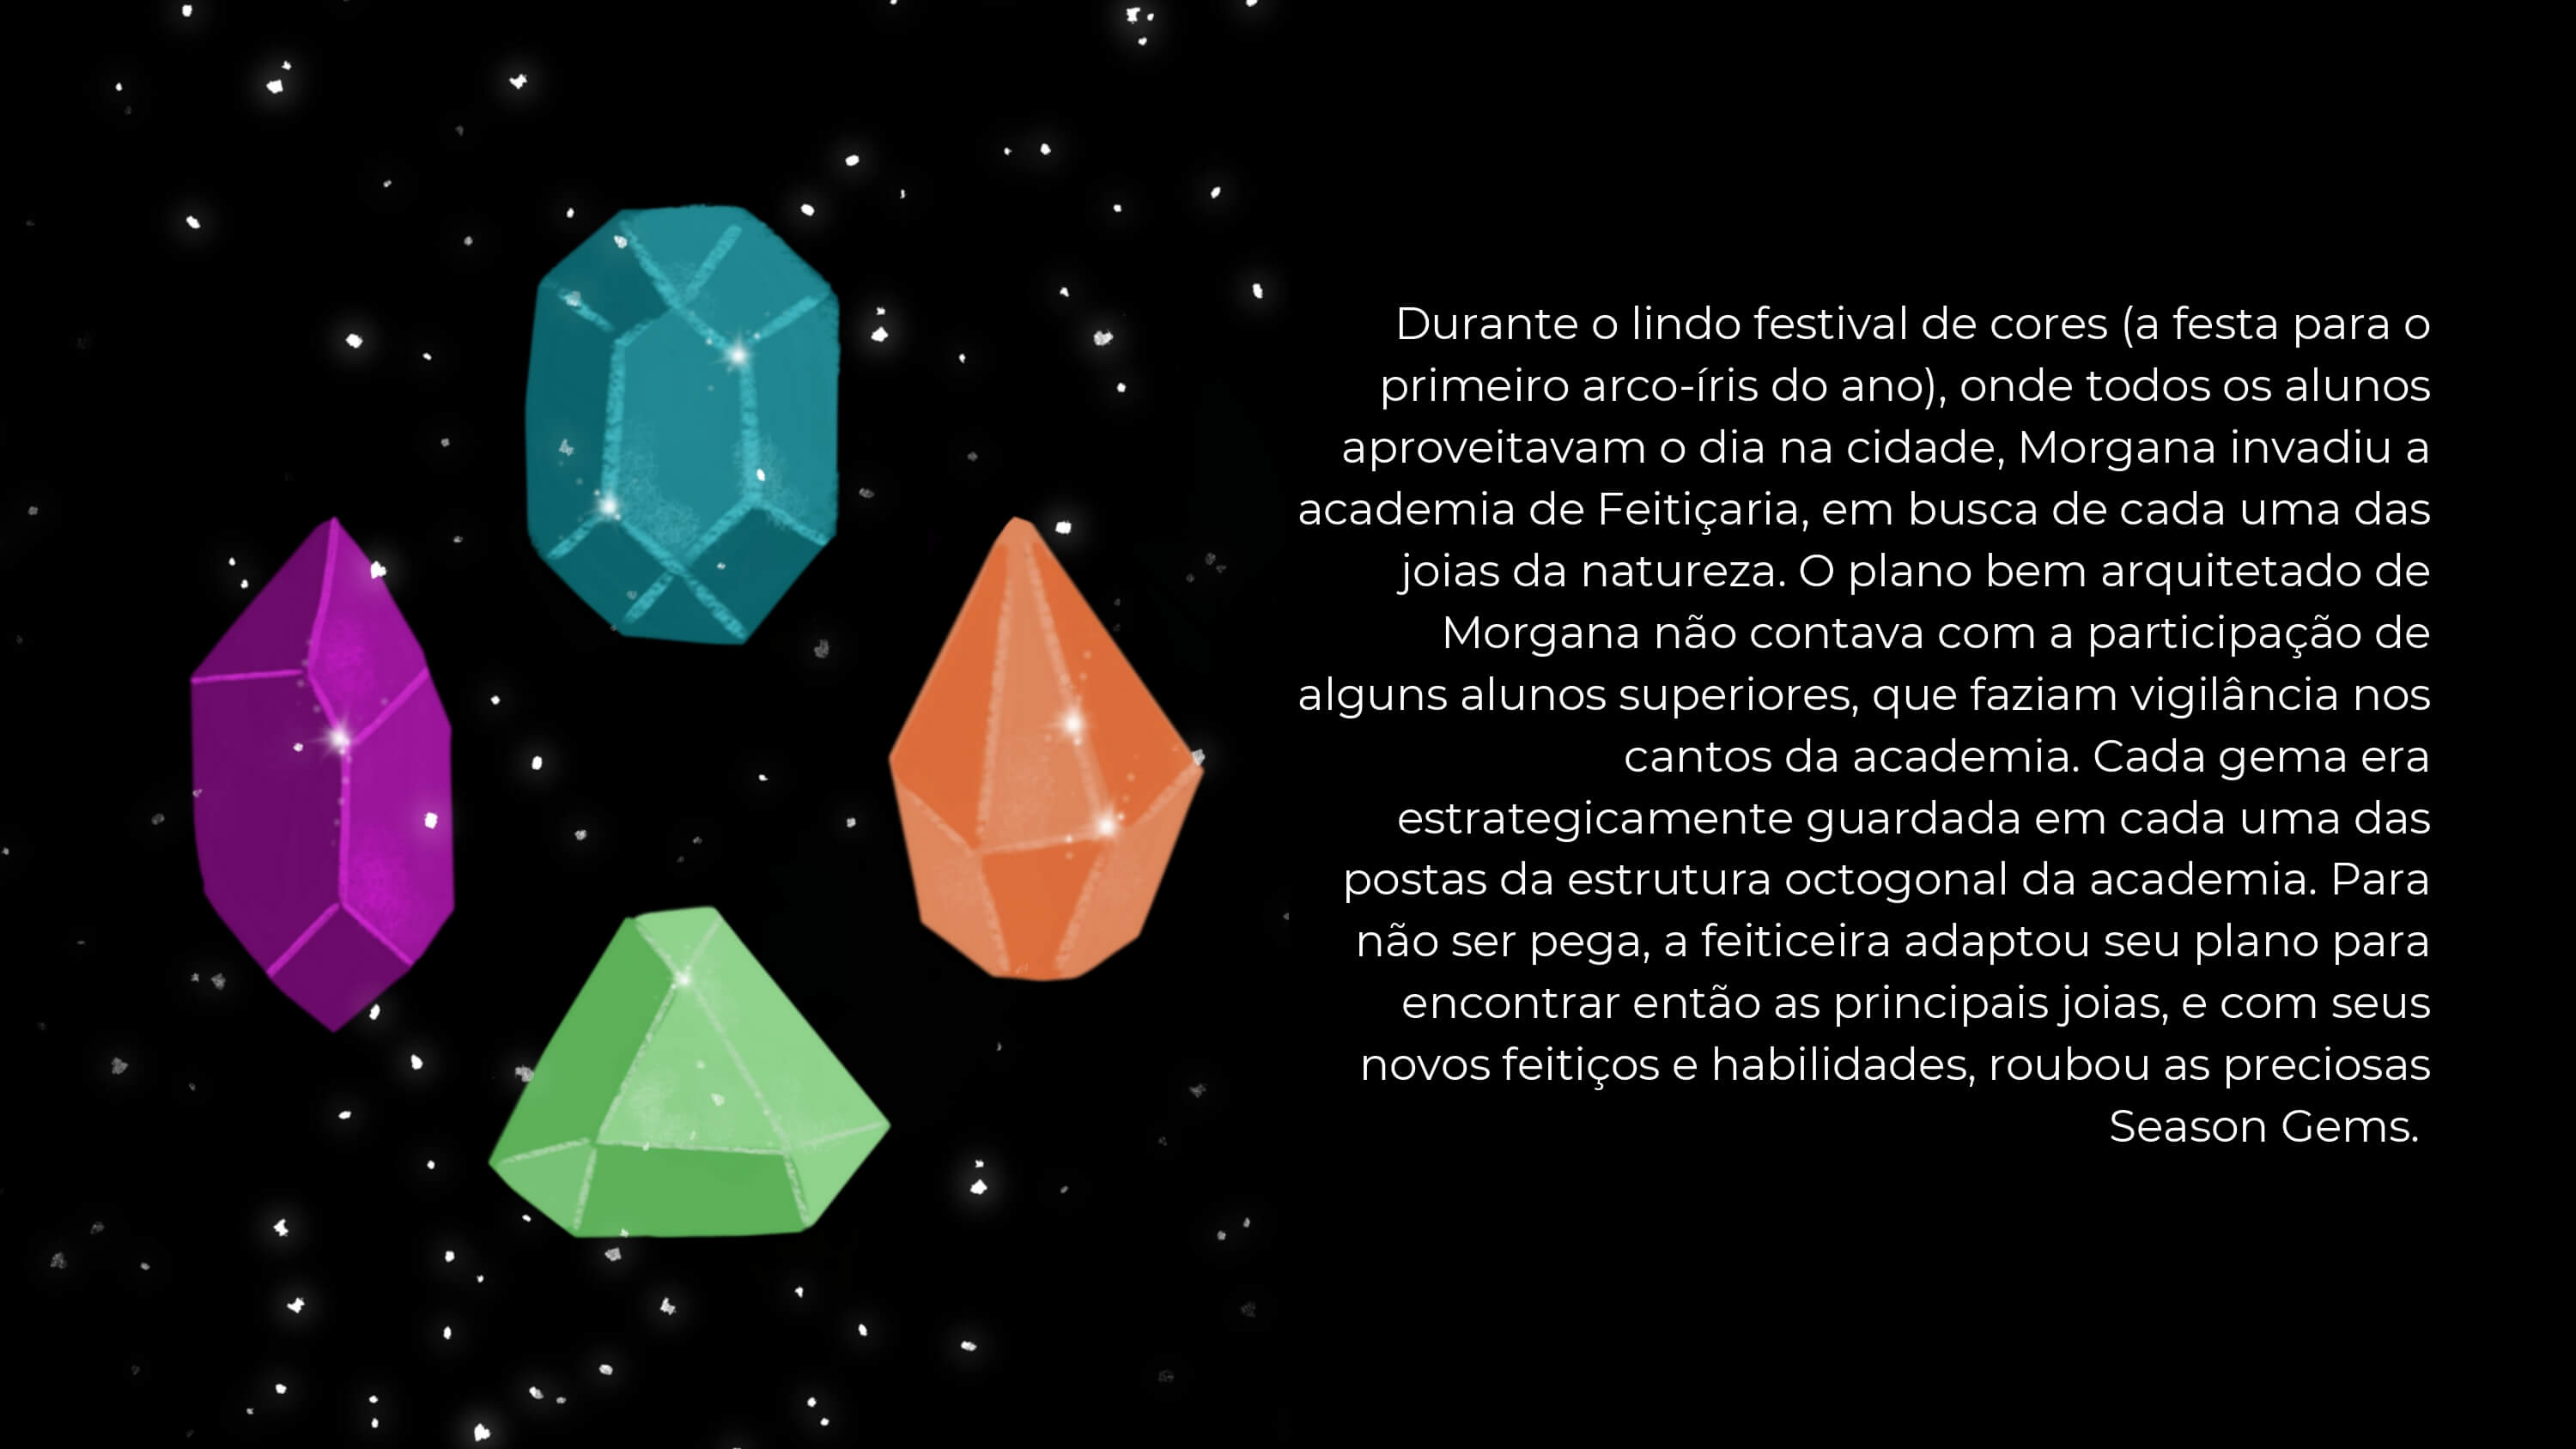 Durante o lindo festival de cores (a festa para o
primeiro arco-íris do ano), onde todos os alunos
aproveitavam o dia na cidade, Morgana invadiu a
academia de Feitiçaria, em busca de cada uma das
joias da natureza. O plano bem arquitetado de
Morgana não contava com a participação de
alguns alunos superiores, que faziam vigilância nos
cantos da academia. Cada gema era
estrategicamente guardada em cada uma das
postas da estrutura octogonal da academia. Para
não ser pega, a feiticeira adaptou seu plano para
encontrar então as principais joias, e com seus
novos feitiços e habilidades, roubou as preciosas
Season Gems.